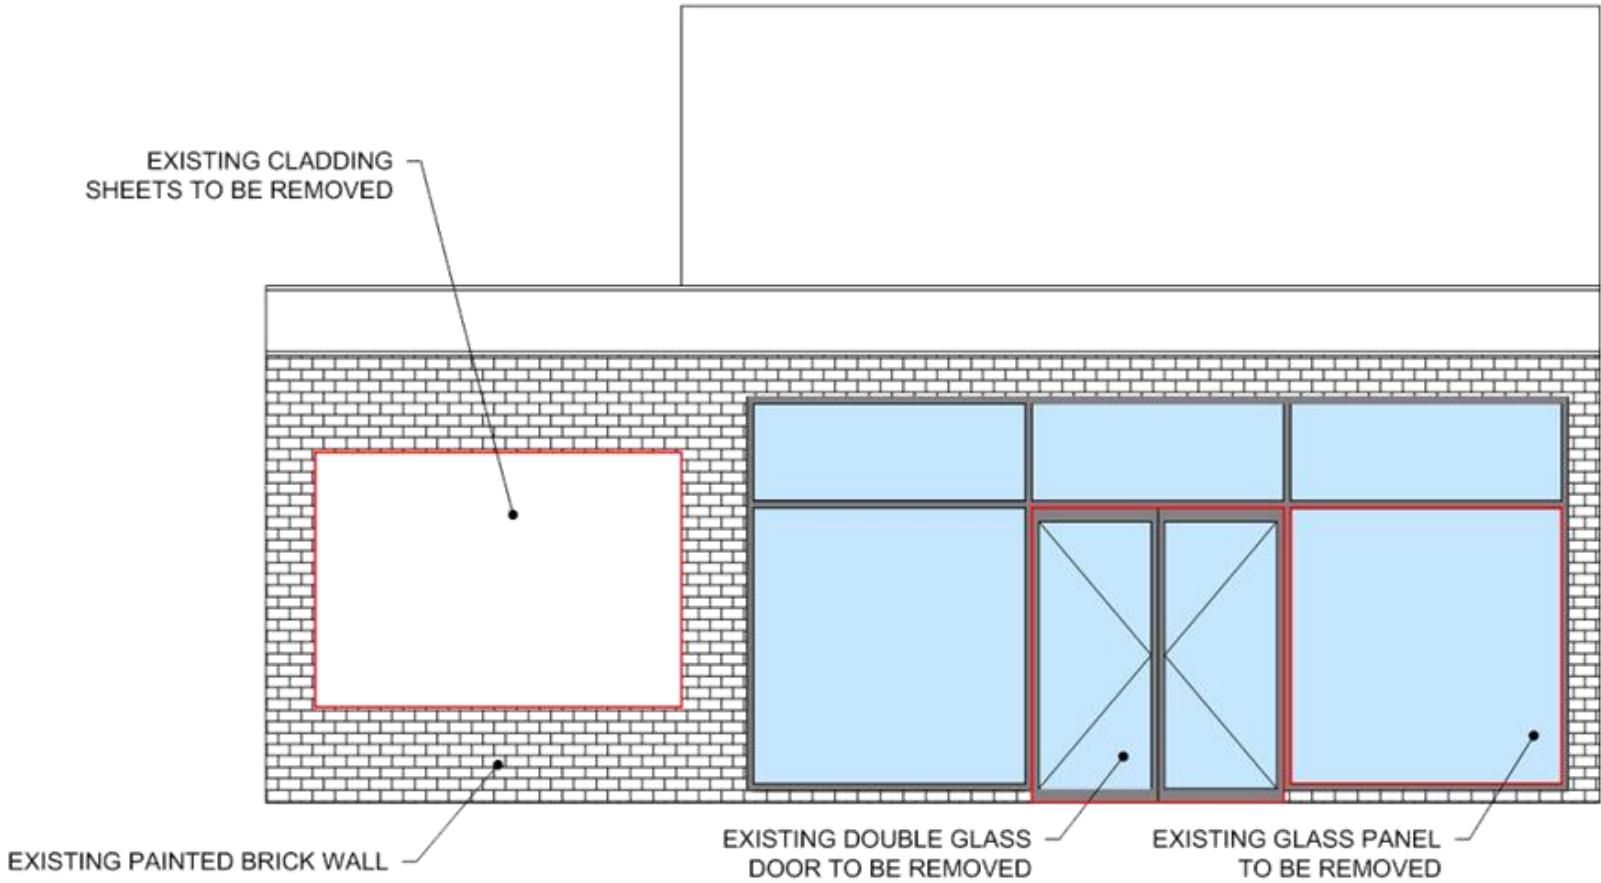 EXISTING CLADDING
SHEETS TO BE REMOVED
EXISTING PAINTED BRICK WALL
EXISTING DOUBLE GLASS
DOOR TO BE REMOVED
EXISTING GLASS PANEL
TO BE REMOVED